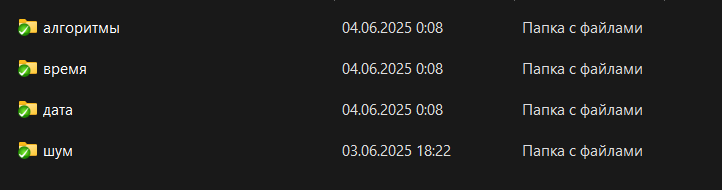 алгоритмы 04.06.2025 0:08 Папка с файлами
время 04.06.2025 0:08 Папка с файлами
дата 04.06.2025 0:08 Папка с файлами
шум 03.06.2025 18:22 Папка с файлами